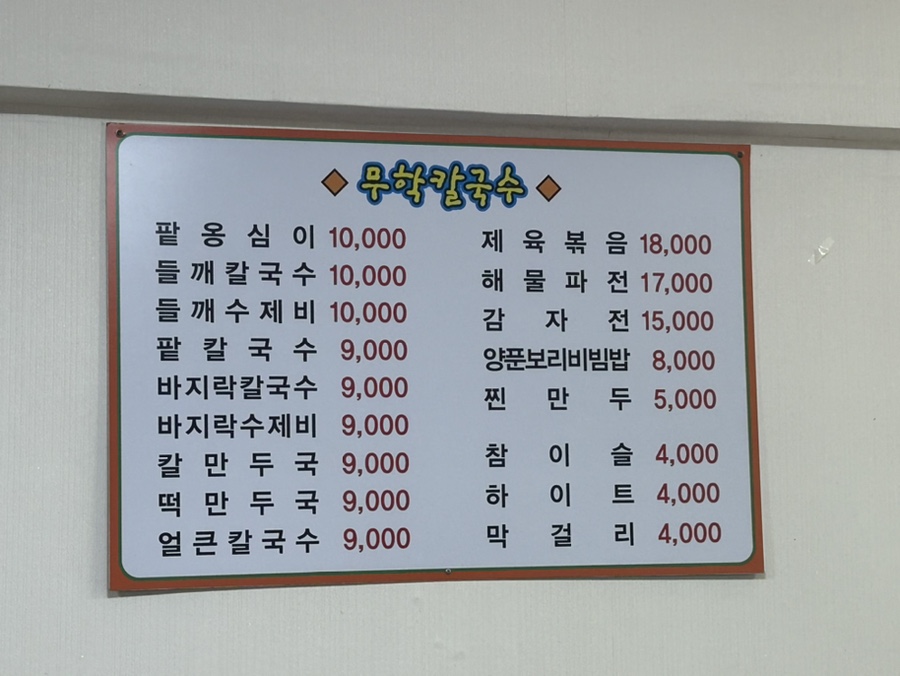 무학칼국수
팥옹심이 10,000
들깨칼국수 10,000
들깨수제비 10,000
팥칼국수 9,000
바지락칼국수 9,000
바지락수제비 9,000
칼만두국 9,000
떡만두국 9,000
얼큰칼국수 9,000
제육볶음 18,000
해물파전 17,000
감자전 15,000
양푼보리비빔밥 8,000
찐만두 5,000
참이슬 4,000
하이트 4,000
막걸리 4,000